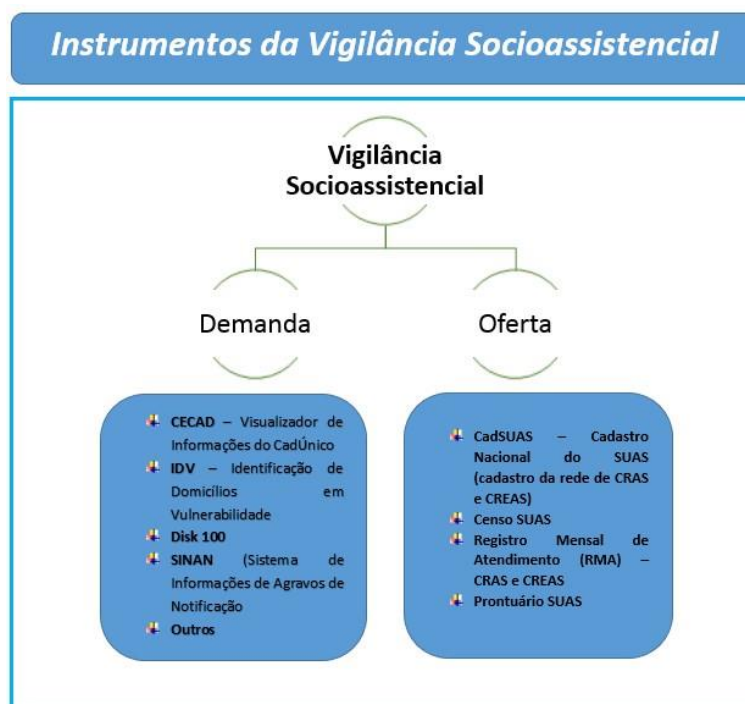 Instrumentos da Vigilância Socioassistencial
Vigilância
Socioassistencial
Demanda
Oferta
CECAD – Visualizador de
Informações do CadÚnico
IDV – Identificação de
Domicílios em
Vulnerabilidade
Disk 100
SINAN (Sistema de
Informações de Agravos de
Notificação
Outros
CadSUAS – Cadastro
Nacional do SUAS
(cadastro da rede de CRAS
e CREAS)
Censo SUAS
Registro Mensal de
Atendimento (RMA) –
CRAS e CREAS
Prontuário SUAS